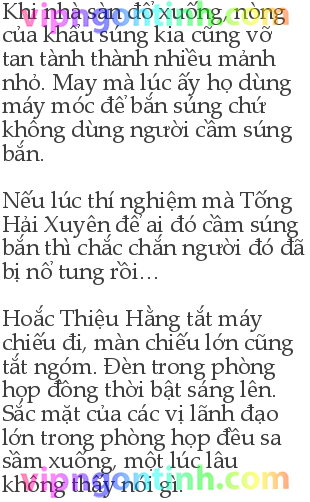 Khi nhà sàn đổ xuống, nòng
của khẩu súng kia cũng vỡ
tan tành thành nhiều mảnh
nhỏ. May mà lúc ấy họ dùng
máy móc để bắn súng chứ
không dùng người cầm súng
bắn.
Nếu lúc thí nghiệm mà Tống
Hải Xuyên để ai đó cầm súng
bắn thì chắc chắn người đó đã
bị nổ tung rồi...
Hoắc Thiệu Hằng tắt máy
chiếu đi, màn chiếu lớn cũng
tắt ngóm. Đèn trong phòng
họp đồng thời bật sáng lên.
Sắc mặt của các vị lãnh đạo
lớn trong phòng họp đều sa
sầm xuống, một lúc lâu
không thấy nói gì.
vipngontinh.com
vipngontinh.com